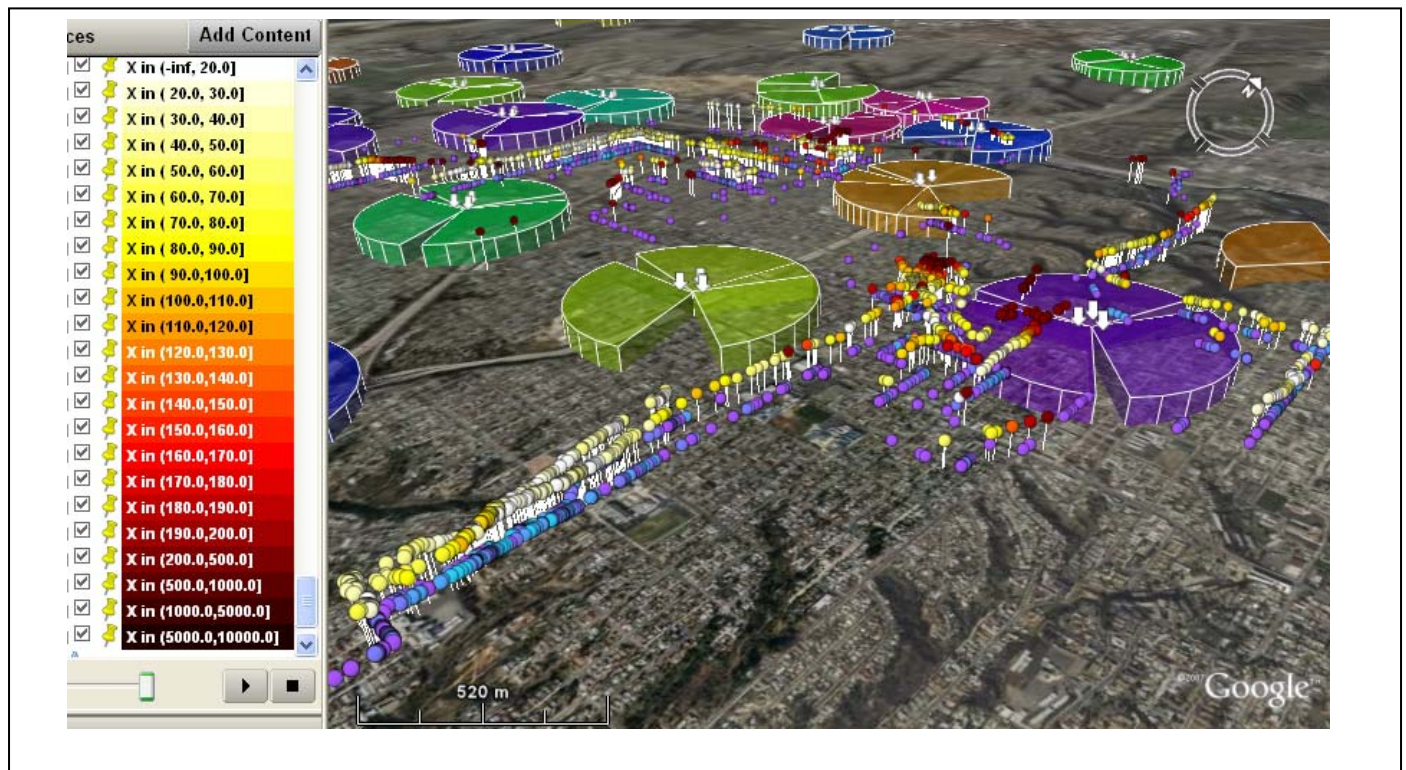 ces
Add Content
X in (-inf, 20.0]
X in ( 20.0, 30.0]
X in ( 30.0, 40.0]
X in ( 40.0, 50.0]
X in ( 50.0, 60.0]
X in ( 60.0, 70.0]
X in ( 70.0, 80.0]
X in ( 80.0, 90.0]
X in ( 90.0,100.0]
X in (100.0,110.0]
X in (110.0,120.0]
X in (120.0,130.0]
X in (130.0,140.0]
X in (140.0,150.0]
X in (150.0,160.0]
X in (160.0,170.0]
X in (170.0,180.0]
X in (180.0,190.0]
X in (190.0,200.0]
X in (200.0,500.0]
X in (500.0,1000.0]
X in (1000.0,5000.0]
X in (5000.0,10000.0]
520 m
©2007 Google™